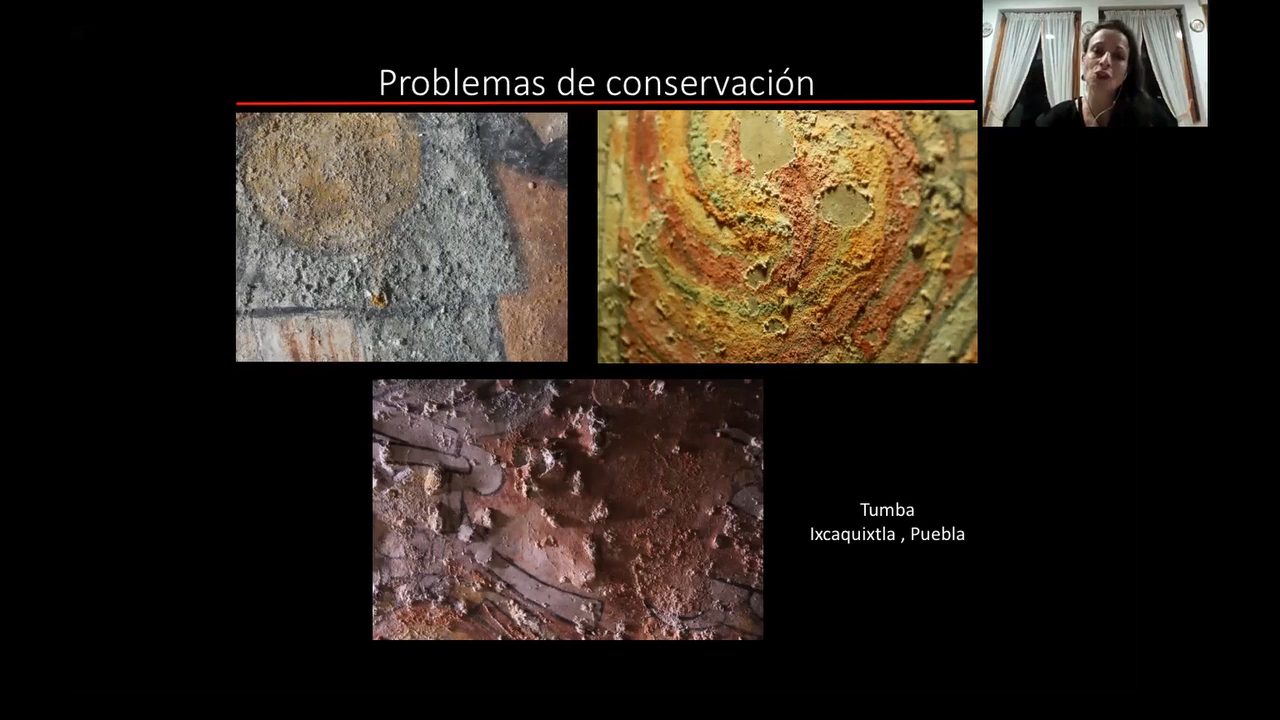 Problemas de conservación
Tumba
Ixcaquixtla , Puebla